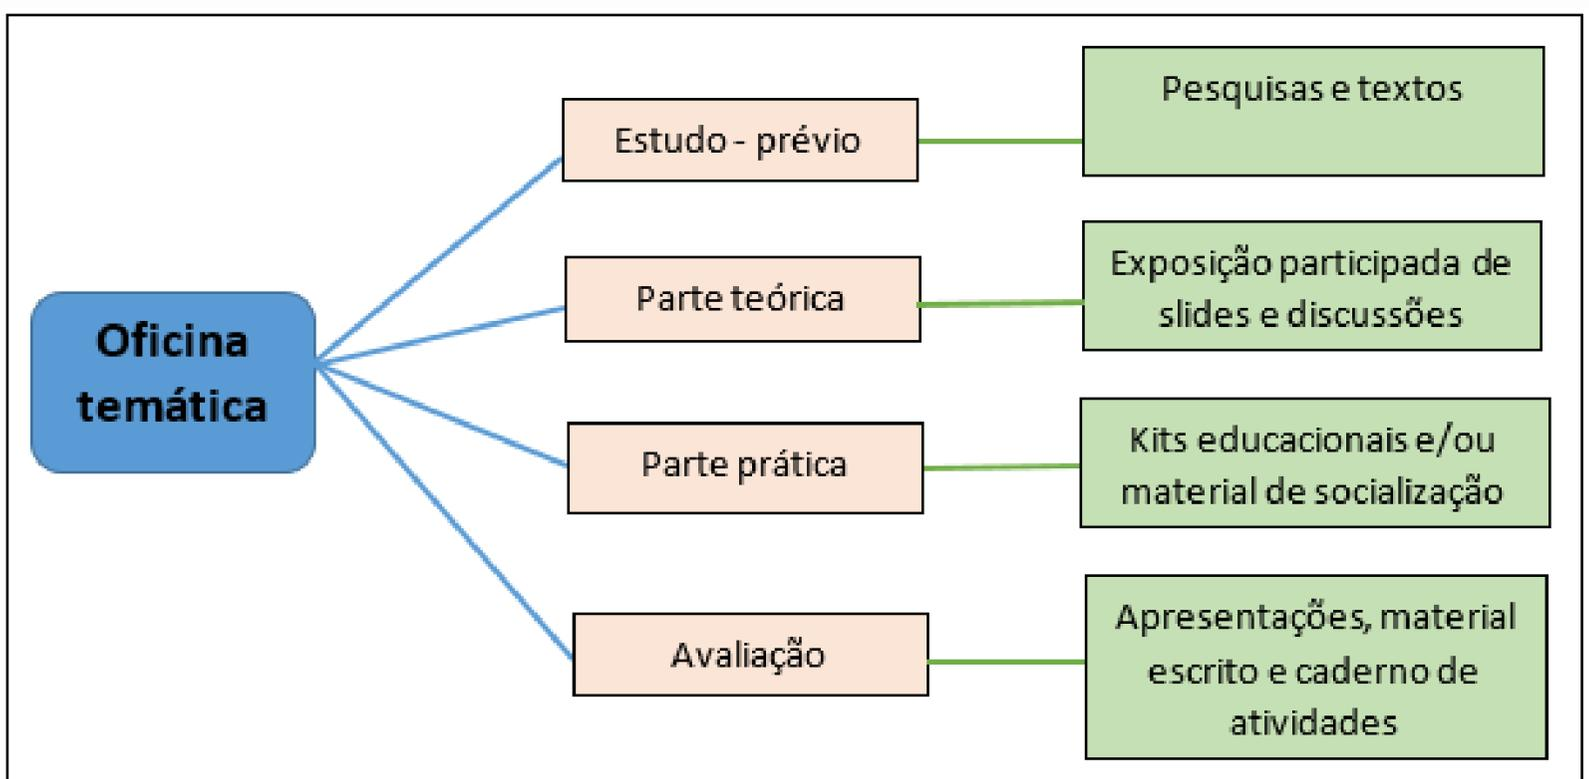 Oficina
temática
Estudo - prévio
Pesquisas e textos
Parte teórica
Exposição participada de
slides e discussões
Parte prática
Kits educacionais e/ou
material de socialização
Avaliação
Apresentações, material
escrito e caderno de
atividades